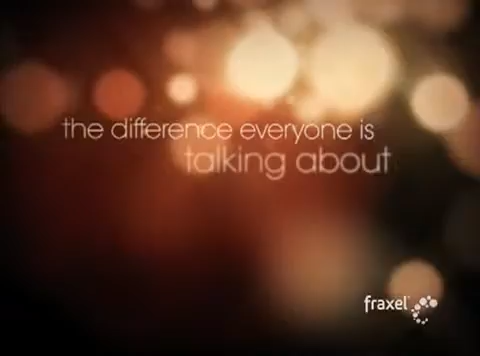 the difference everyone is
talking about
fraxel